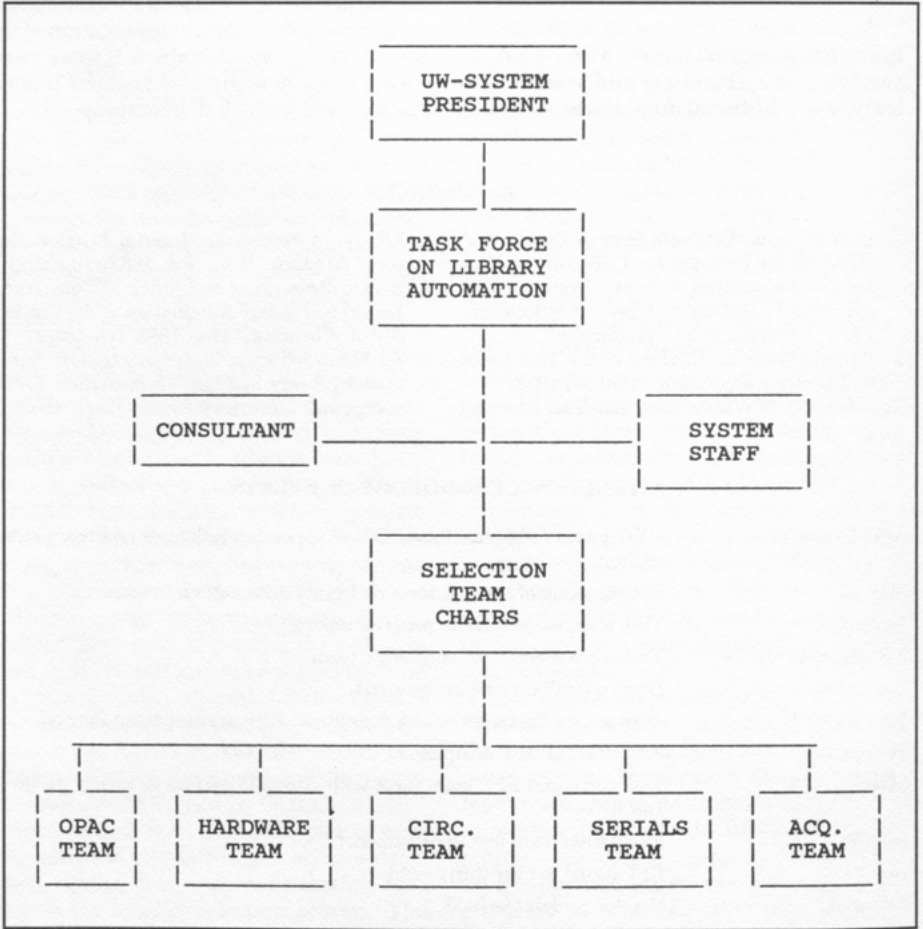 UW-SYSTEM
PRESIDENT
TASK FORCE
ON LIBRARY
AUTOMATION
CONSULTANT
SYSTEM
STAFF
SELECTION
TEAM
CHAIRS
OPAC
TEAM
HARDWARE
TEAM
CIRC.
TEAM
SERIALS
TEAM
ACQ.
TEAM